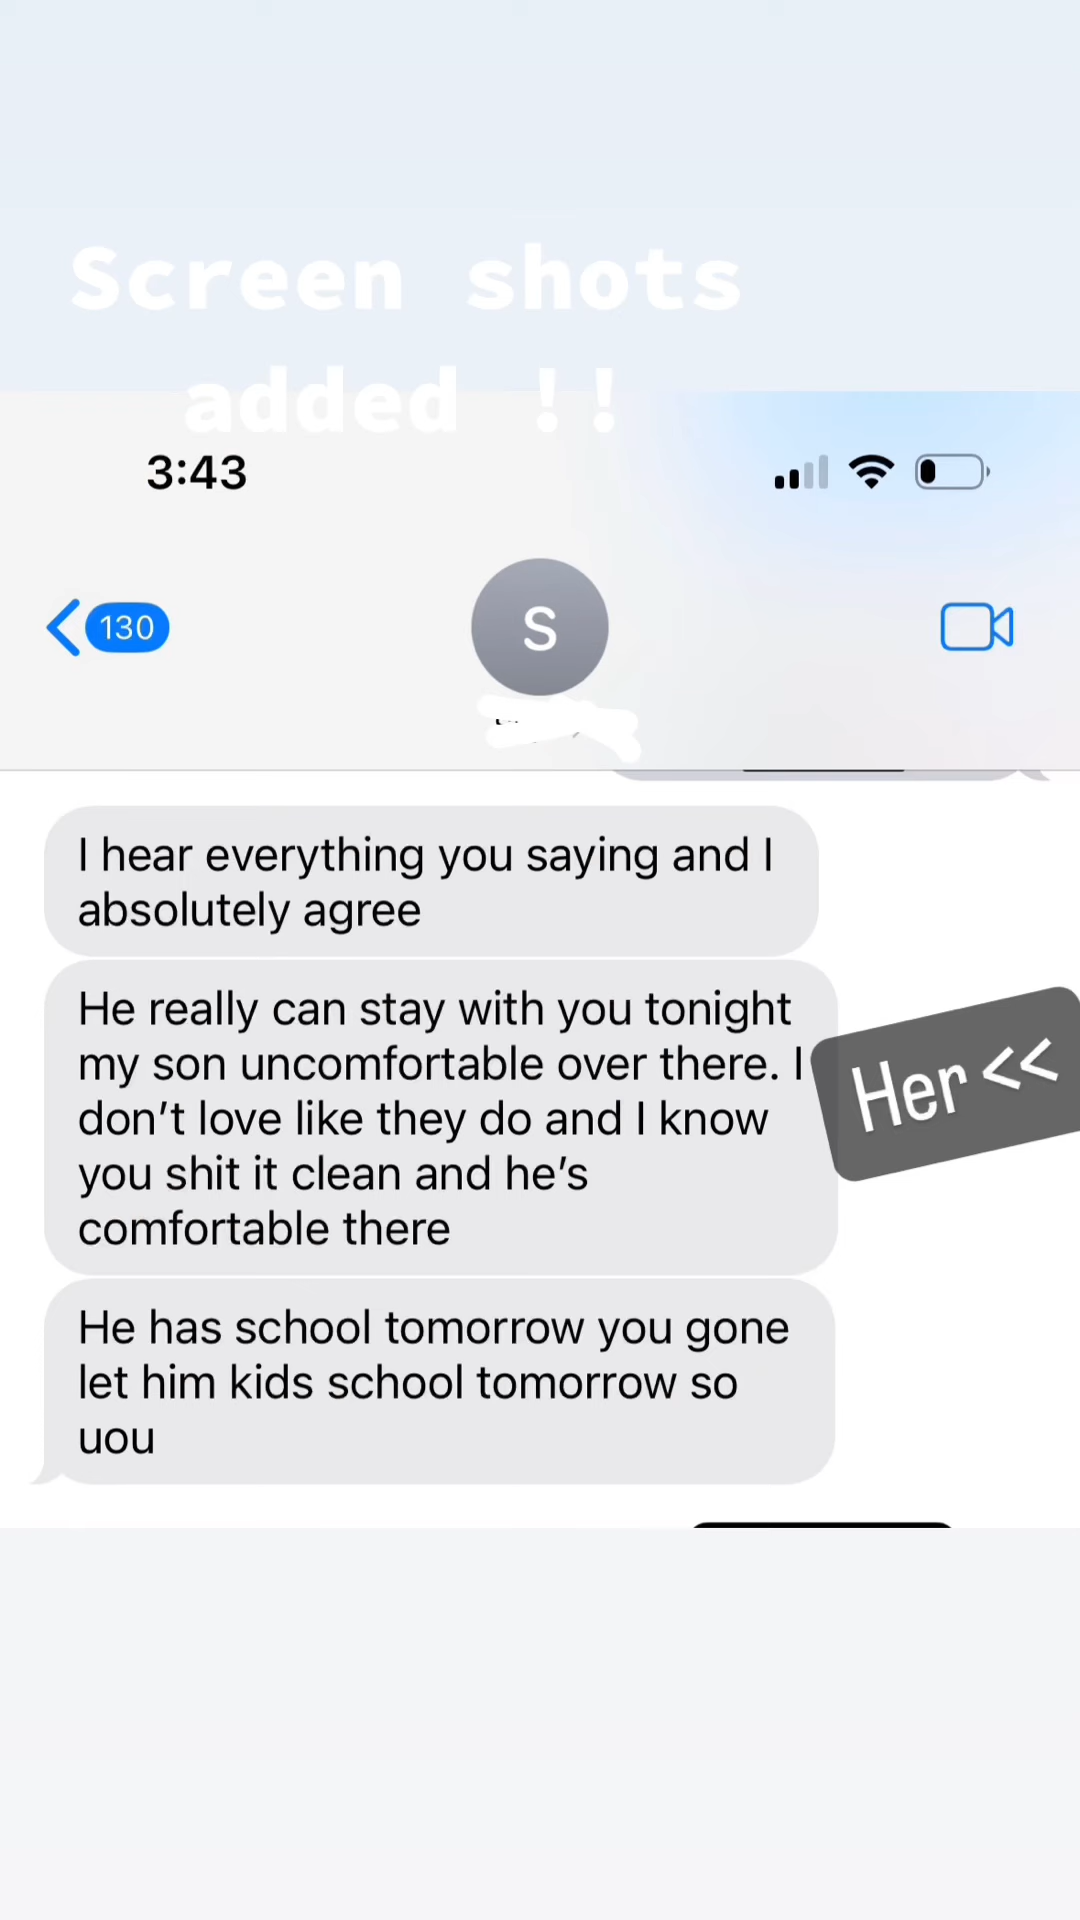 Screen shots
added !!
3:43
130
S
I hear everything you saying and I
absolutely agree
He really can stay with you tonight
my son uncomfortable over there. I
don’t love like they do and I know
you shit it clean and he’s
comfortable there
Her <<
He has school tomorrow you gone
let him kids school tomorrow so
uou